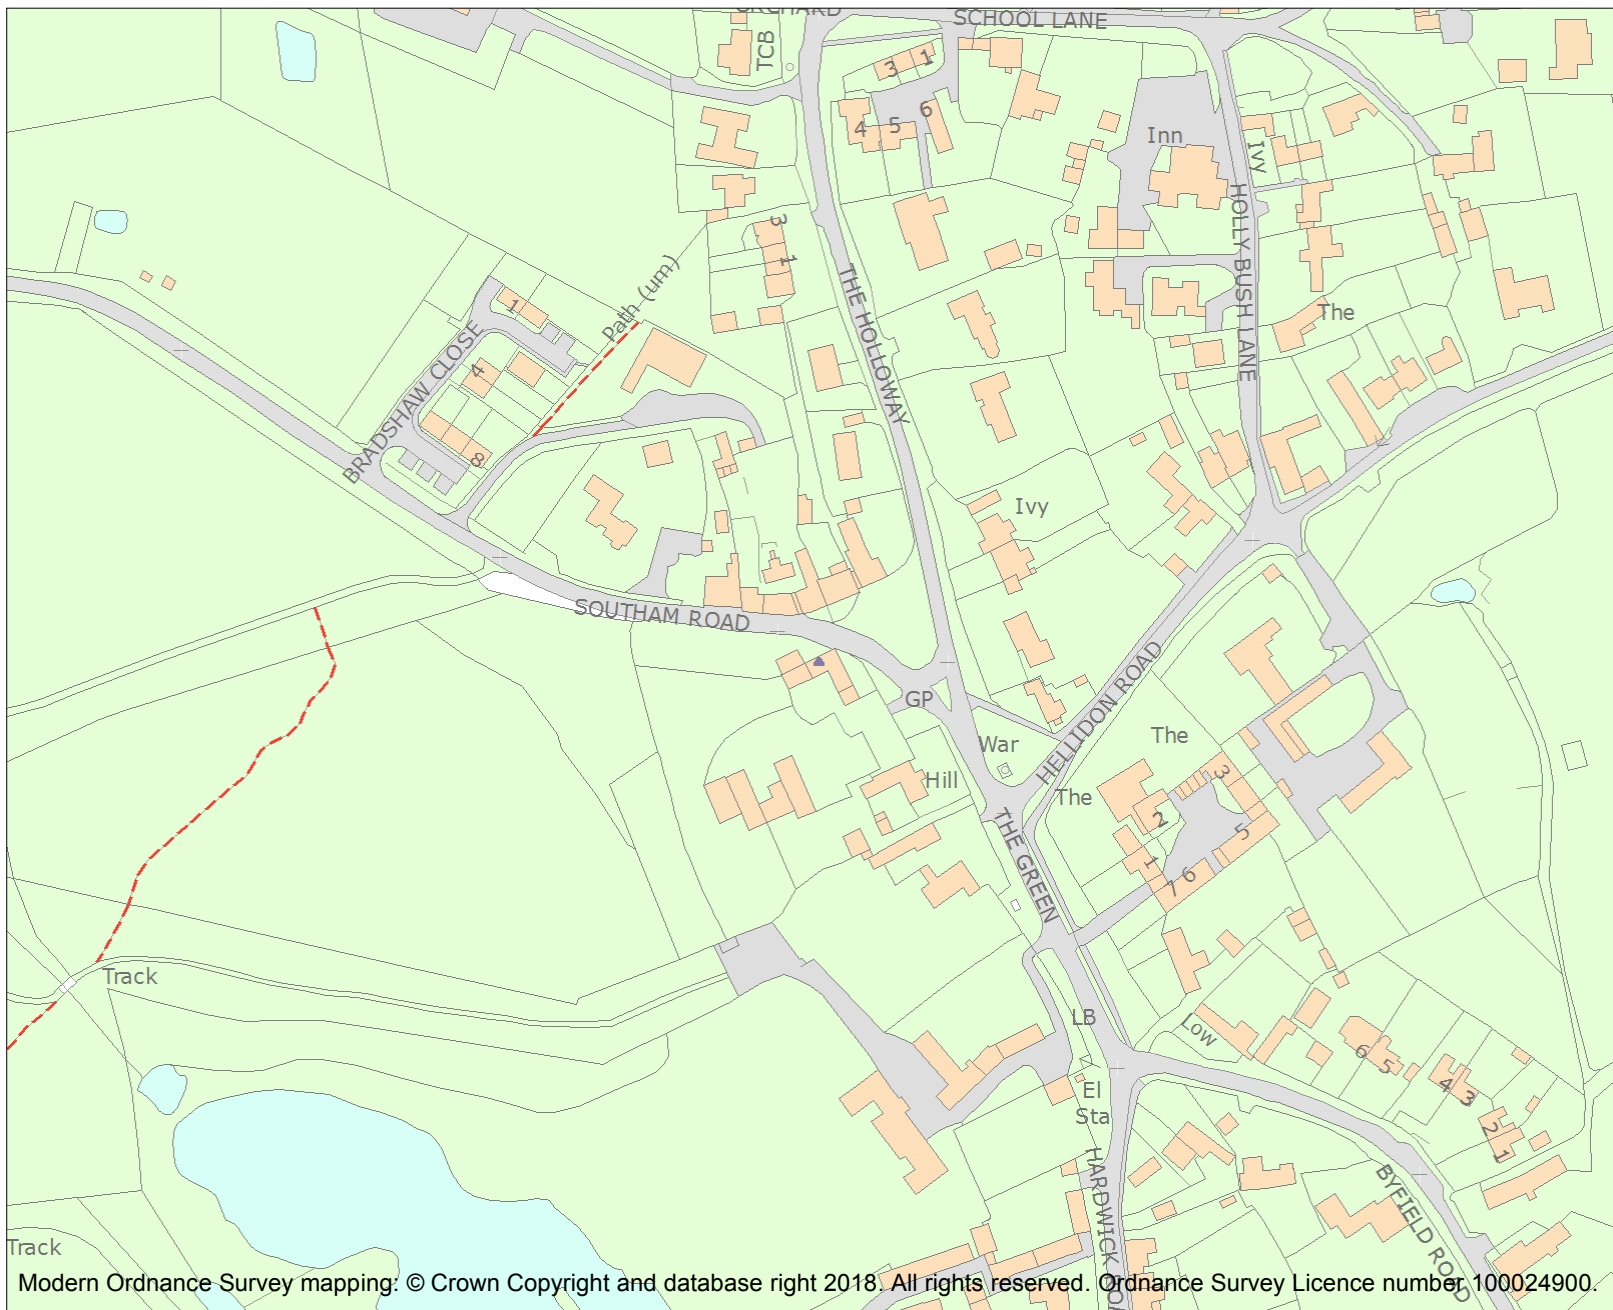 ORCHARD
SCHOOL LANE
TCB
3
1
4
5
6
Inn
Ivy
HOLLY BUSH LANE
3
1
THE HOLLOWAY
Path (um)
1
4
8
BRADSHAW CLOSE
The
Ivy
SOUTHAM ROAD
GP
War
HELLIDON ROAD
The
Hill
The
3
2
5
1
7
6
THE GREEN
Track
LB
Low
El
Sta
6
5
4
3
2
1
HARDWICK
BYFIELD ROAD
Track
Modern Ordnance Survey mapping: © Crown Copyright and database right 2018. All rights reserved. Ordnance Survey Licence number 100024900.